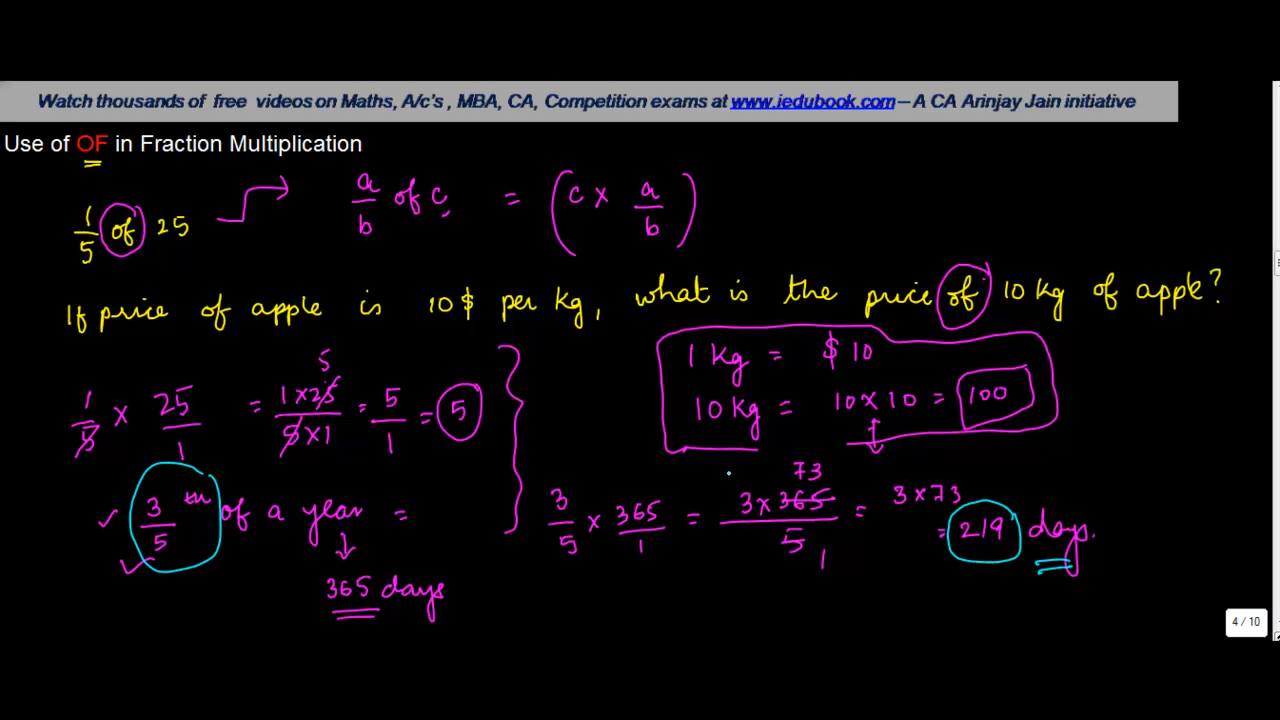 Watch thousands of free videos on Maths, A/c's , MBA, CA, Competition exams at www.iedubook.com – A CA Arinjay Jain initiative
Use of OF in Fraction Multiplication
1/5 of 25 a/b of c, = (c × a/b)
If price of apple is 10$ per kg, what is the price of 10 kg of apple?
1 kg = $ 10
10 kg = 10 × 10 = 100
1/5 × 25/1 = 1 × 25/5 × 1 5 = 5/1 = 5
3/5 th of a year =
365 days
3/5 × 365/1 = 3 × 365/5 73 1 = 3 × 73
= 219 days.
4 / 10